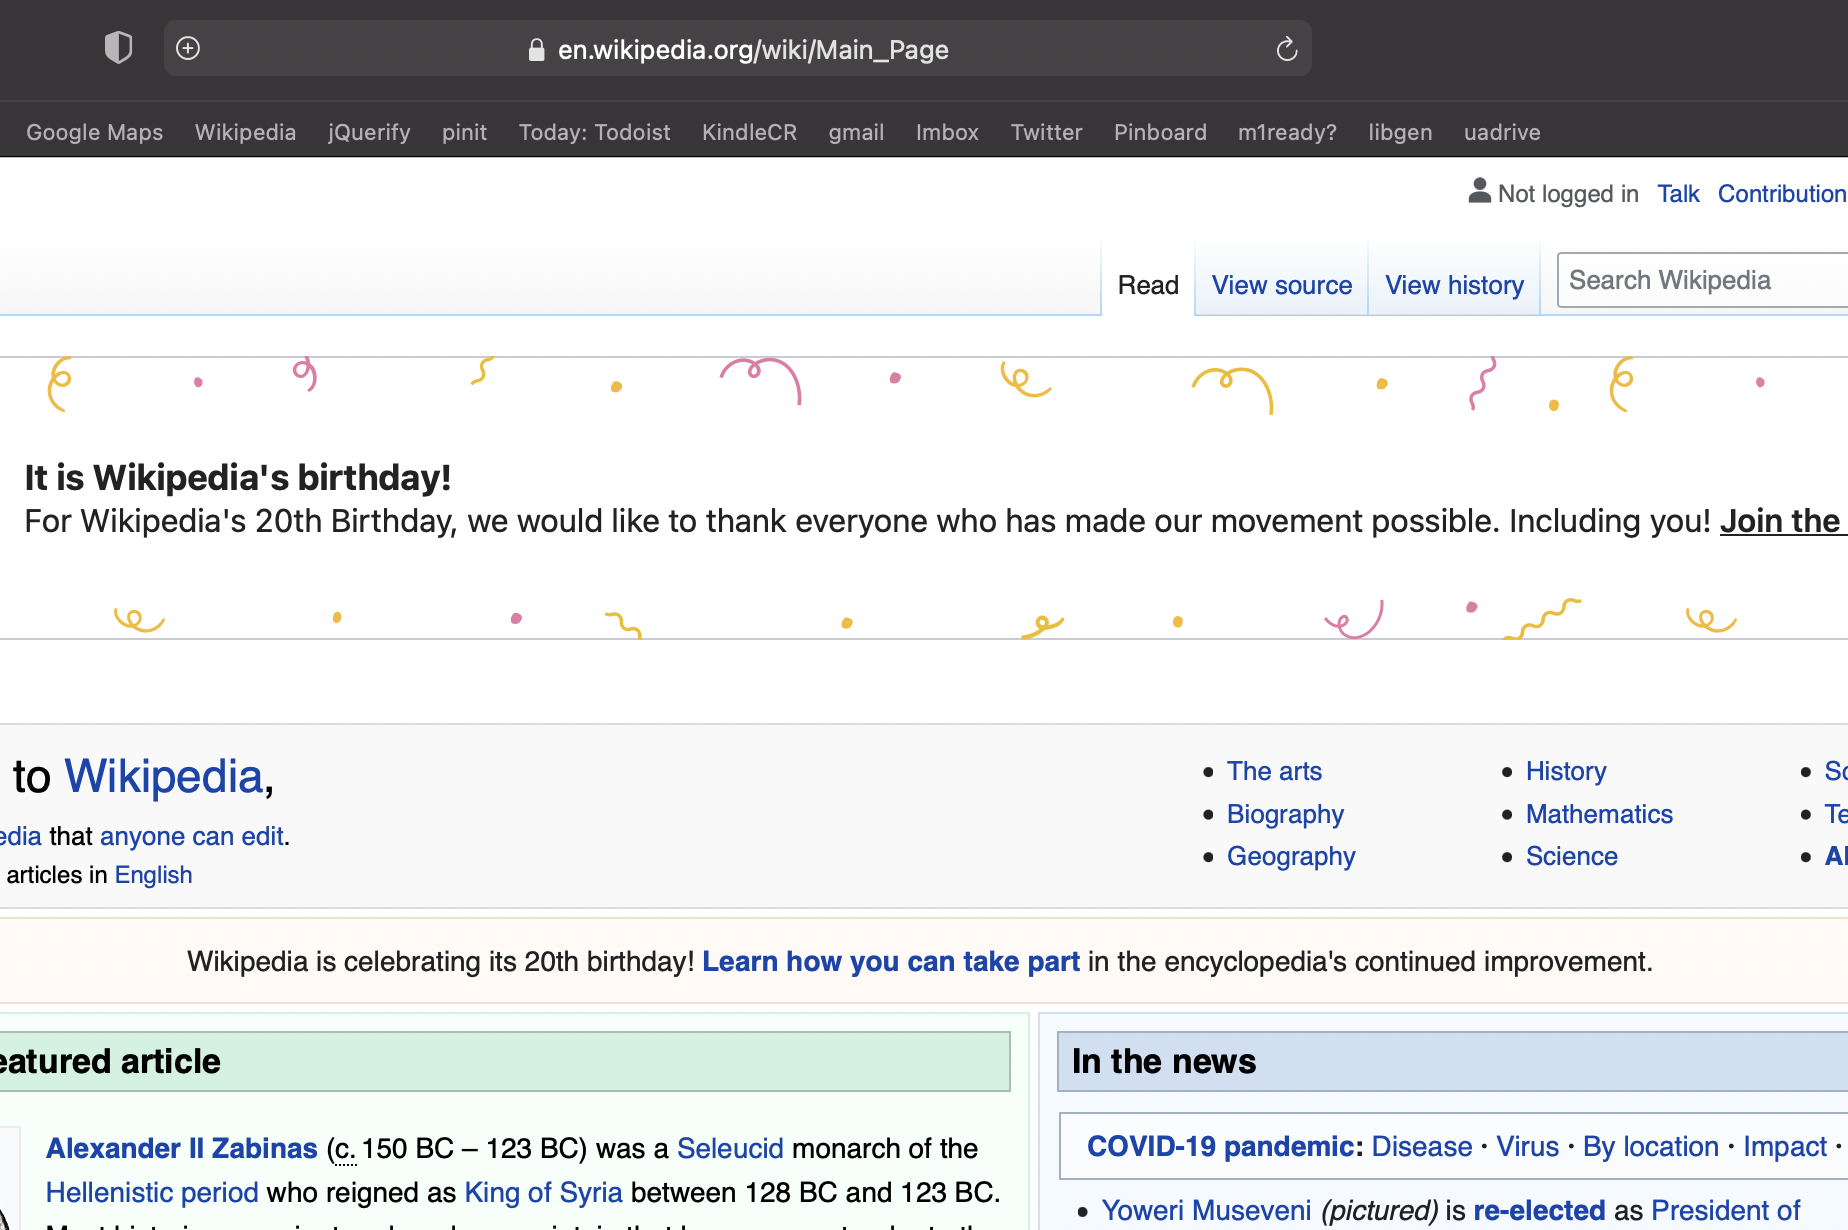 en.wikipedia.org/wiki/Main_Page
Google Maps Wikipedia jQuerify pinit Today: Todoist KindleCR gmail Imbox Twitter Pinboard m1ready? libgen uadrive
Not logged in Talk Contribution
Read View source View history Search Wikipedia
It is Wikipedia's birthday!
For Wikipedia's 20th Birthday, we would like to thank everyone who has made our movement possible. Including you! Join the
to Wikipedia,
edia that anyone can edit.
articles in English
The arts
Biography
Geography
History
Mathematics
Science
Wikipedia is celebrating its 20th birthday! Learn how you can take part in the encyclopedia's continued improvement.
eatured article
Alexander II Zabinas (c. 150 BC – 123 BC) was a Seleucid monarch of the
Hellenistic period who reigned as King of Syria between 128 BC and 123 BC.
In the news
COVID-19 pandemic: Disease · Virus · By location · Impact ·
Yoweri Museveni (pictured) is re-elected as President of